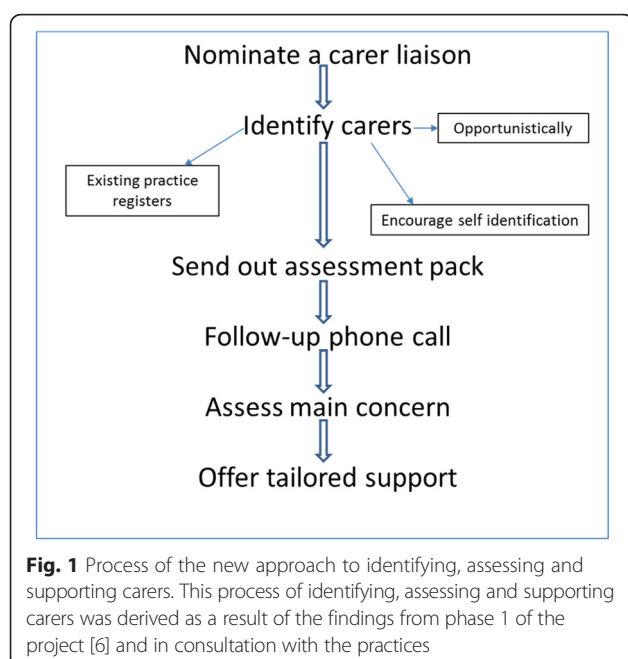 Nominate a carer liaison
Identify carers
Opportunistically
Existing practice
registers
Encourage self identification
Send out assessment pack
Follow-up phone call
Assess main concern
Offer tailored support
Fig. 1 Process of the new approach to identifying, assessing and
supporting carers. This process of identifying, assessing and supporting
carers was derived as a result of the findings from phase 1 of the
project [6] and in consultation with the practices